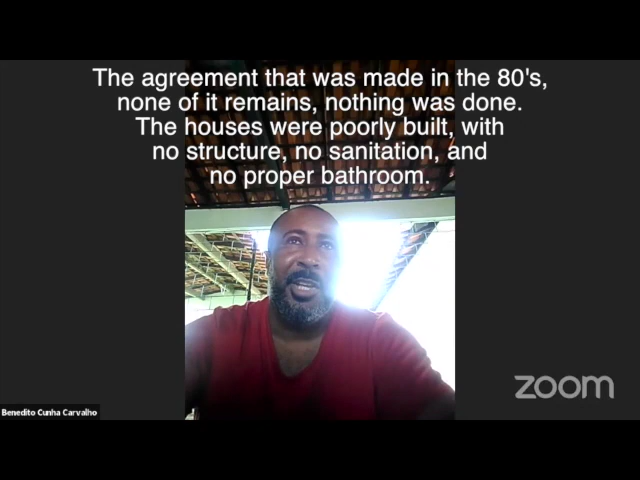 The agreement that was made in the 80's,
none of it remains, nothing was done.
The houses were poorly built, with
no structure, no sanitation, and
no proper bathroom.
zoom
Benedito Cunha Carvalho